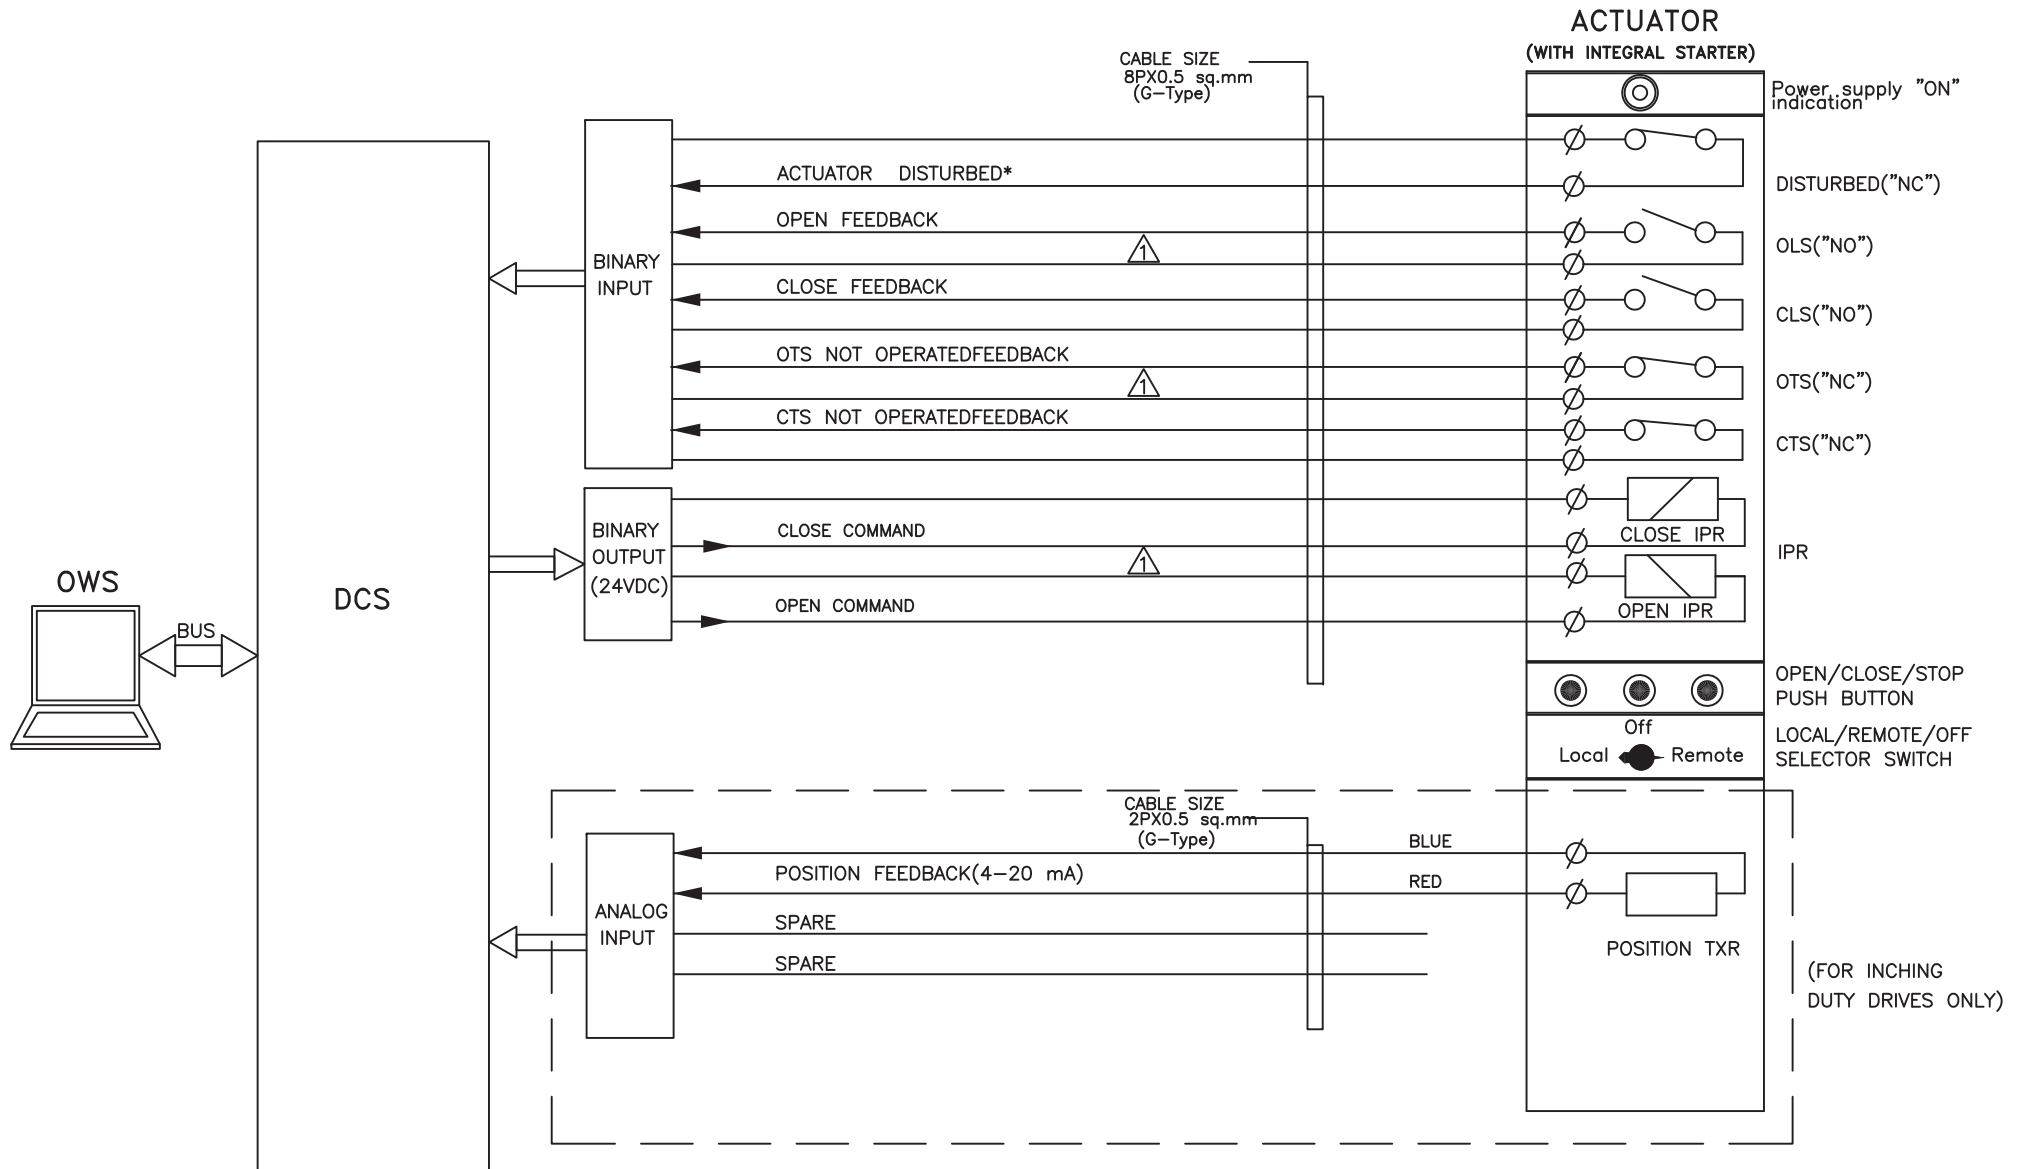 ACTUATOR
(WITH INTEGRAL STARTER)
CABLE SIZE
8PX0.5 sq.mm
(G-Type)
Power supply "ON"
indication
ACTUATOR DISTURBED*
DISTURBED("NC")
OPEN FEEDBACK
1
OLS("NO")
BINARY
INPUT
CLOSE FEEDBACK
CLS("NO")
OTS NOT OPERATEDFEEDBACK
1
OTS("NC")
CTS NOT OPERATEDFEEDBACK
CTS("NC")
BINARY
OUTPUT
(24VDC)
CLOSE COMMAND
CLOSE IPR
1
IPR
OPEN COMMAND
OPEN IPR
OWS
BUS
DCS
OPEN/CLOSE/STOP
PUSH BUTTON
Off
Local Remote
LOCAL/REMOTE/OFF
SELECTOR SWITCH
CABLE SIZE
2PX0.5 sq.mm
(G-Type)
BLUE
POSITION FEEDBACK(4-20 mA)
RED
ANALOG
INPUT
SPARE
SPARE
POSITION TXR
(FOR INCHING
DUTY DRIVES ONLY)